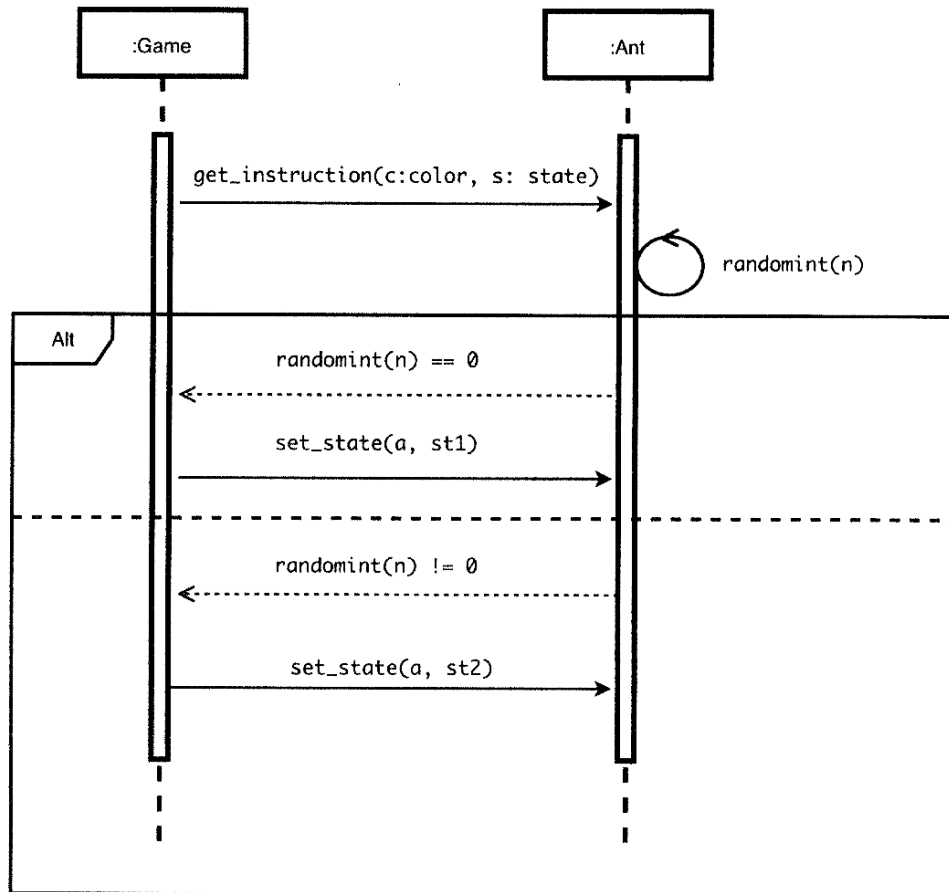 :Game
:Ant
get_instruction(c:color, s: state)
randomint(n)
Alt
randomint(n) == 0
set_state(a, st1)
randomint(n) != 0
set_state(a, st2)